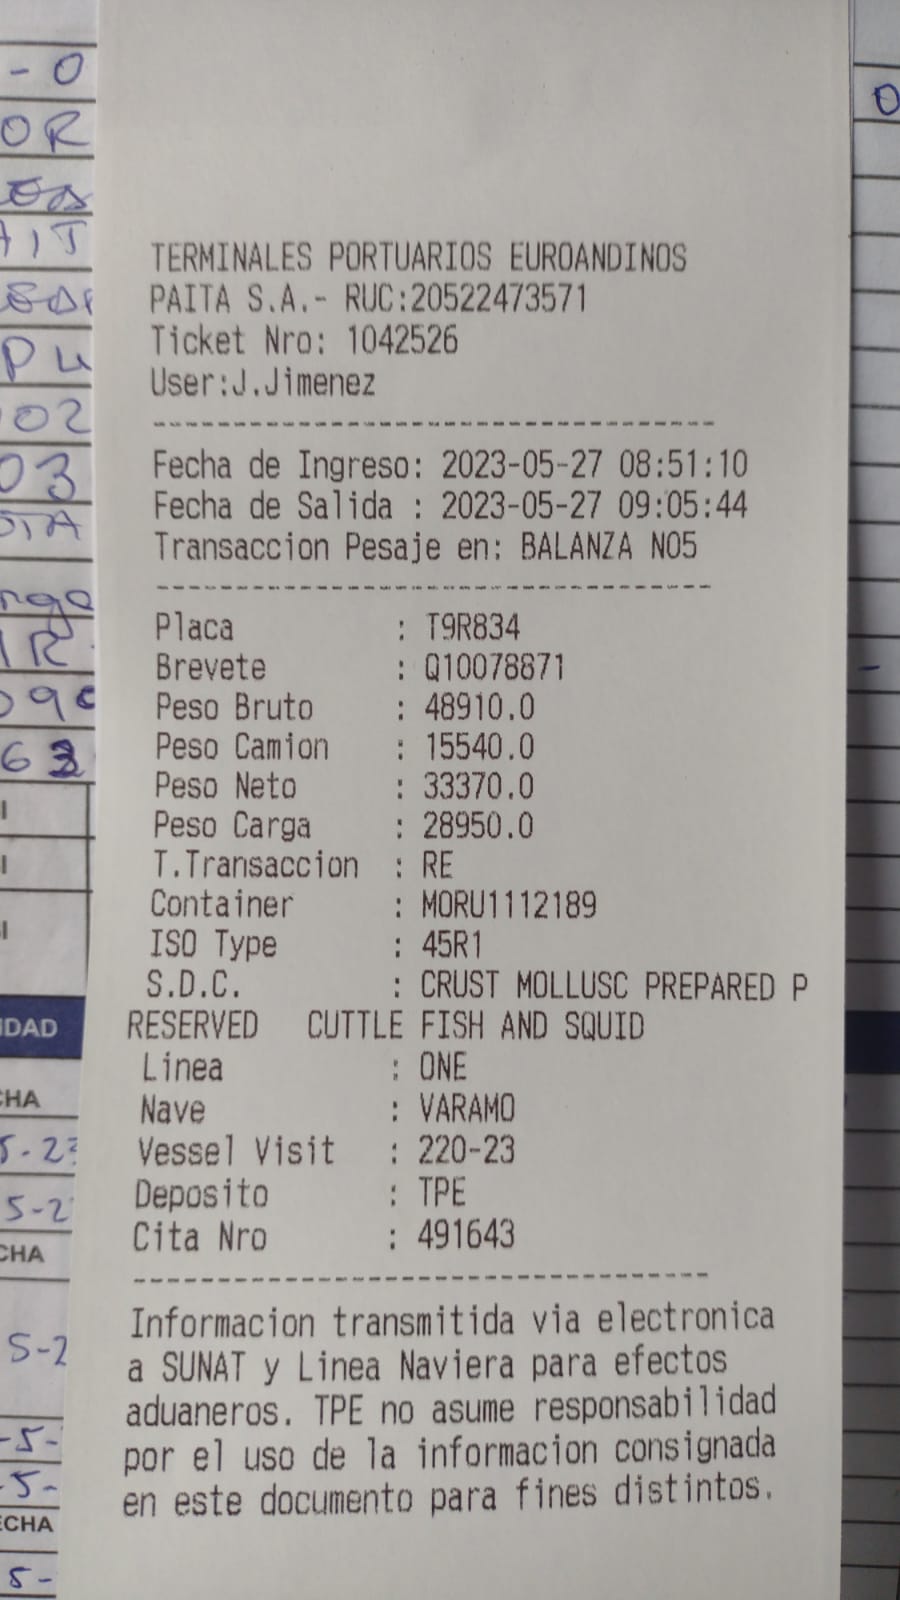 TERMINALES PORTUARIOS EUROANDINOS
PAITA S.A.- RUC:20522473571
Ticket Nro: 1042526
User:J.Jimenez
-----------------------------------
Fecha de Ingreso: 2023-05-27 08:51:10
Fecha de Salida : 2023-05-27 09:05:44
Transaccion Pesaje en: BALANZA NO5
-----------------------------------
Placa : T9R834
Brevete : Q10078871
Peso Bruto : 48910.0
Peso Camion : 15540.0
Peso Neto : 33370.0
Peso Carga : 28950.0
T.Transaccion : RE
Container : MORU1112189
ISO Type : 45R1
S.D.C. : CRUST MOLLUSC PREPARED P
RESERVED CUTTLE FISH AND SQUID
Linea : ONE
Nave : VARAMO
Vessel Visit : 220-23
Deposito : TPE
Cita Nro : 491643
-----------------------------------
Informacion transmitida via electronica
a SUNAT y Linea Naviera para efectos
aduaneros. TPE no asume responsabilidad
por el uso de la informacion consignada
en este documento para fines distintos.